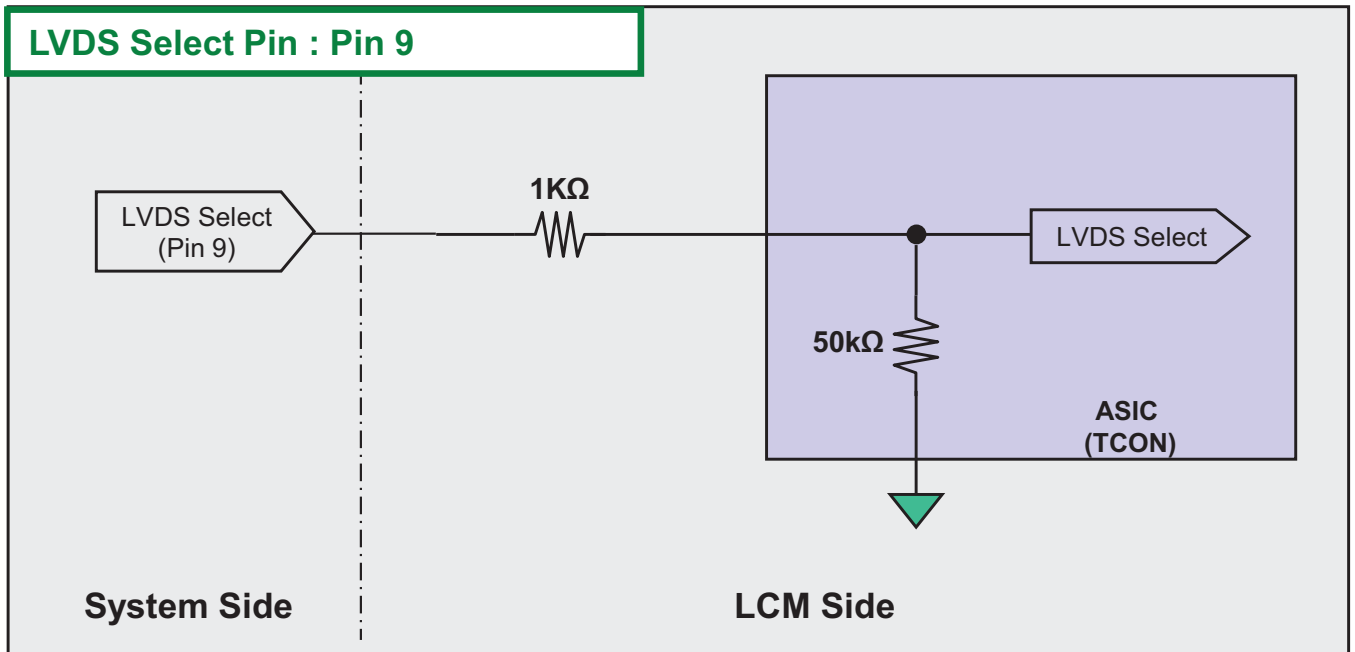 LVDS Select Pin : Pin 9
LVDS Select
(Pin 9)
1KΩ
LVDS Select
50kΩ
ASIC
(TCON)
System Side
LCM Side